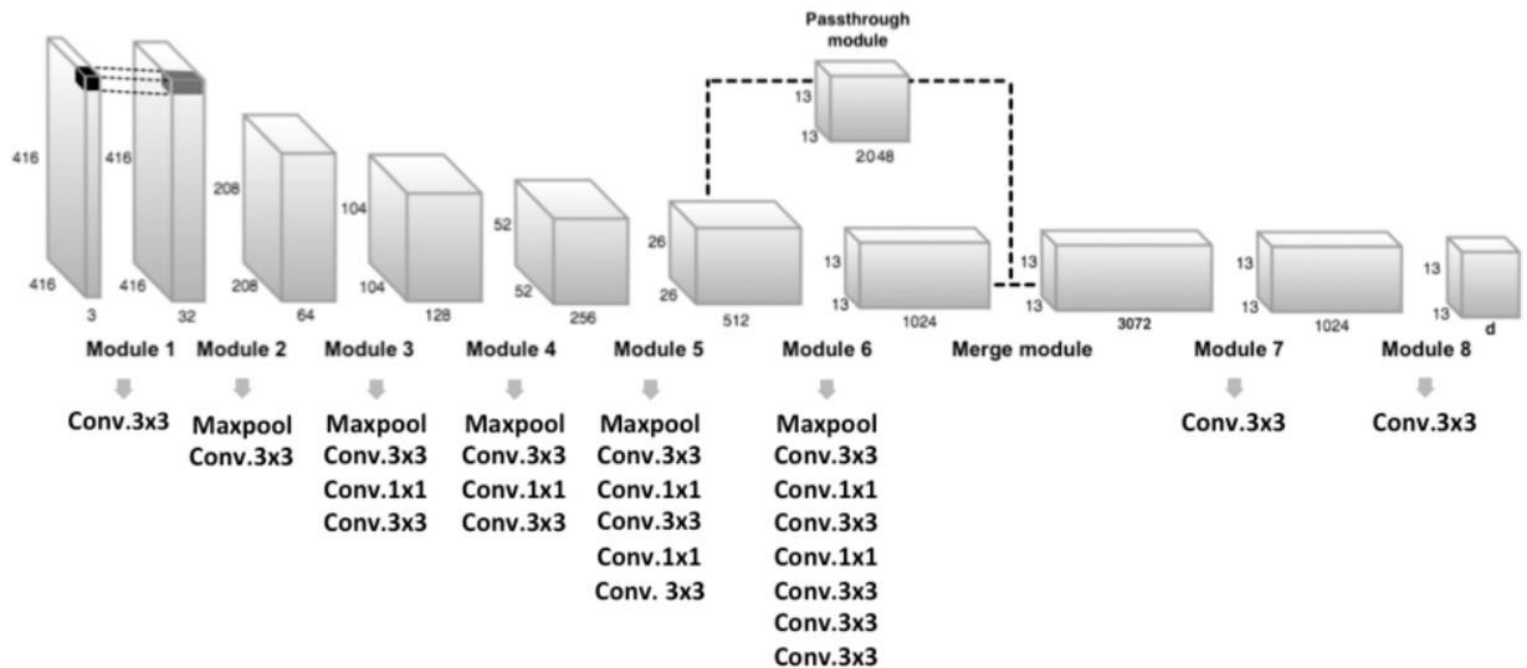 Passthrough
module
13
13
2048
416
416
3
416
416
32
208
208
64
104
104
128
52
52
256
26
26
512
13
13
1024
13
13
3072
13
13
1024
13
13
d
Module 1
Module 2
Module 3
Module 4
Module 5
Module 6
Merge module
Module 7
Module 8
Conv.3x3
Maxpool
Conv.3x3
Maxpool
Conv.3x3
Conv.1x1
Conv.3x3
Maxpool
Conv.3x3
Conv.1x1
Conv.3x3
Maxpool
Conv.3x3
Conv.1x1
Conv.3x3
Conv.1x1
Conv. 3x3
Maxpool
Conv.3x3
Conv.1x1
Conv.3x3
Conv.1x1
Conv.3x3
Conv.3x3
Conv.3x3
Conv.3x3
Conv.3x3